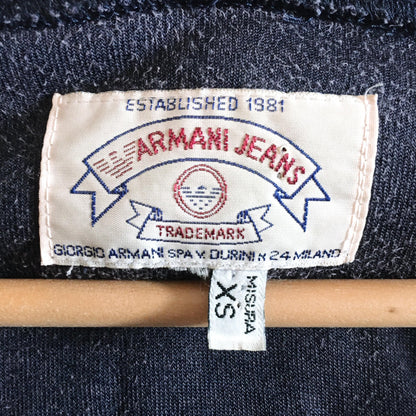 ESTABLISHED 1981
ARMANI JEANS
TRADEMARK
GIORGIO ARMANI SPA V. DURINI N 24 MILANO
MISURA
XS